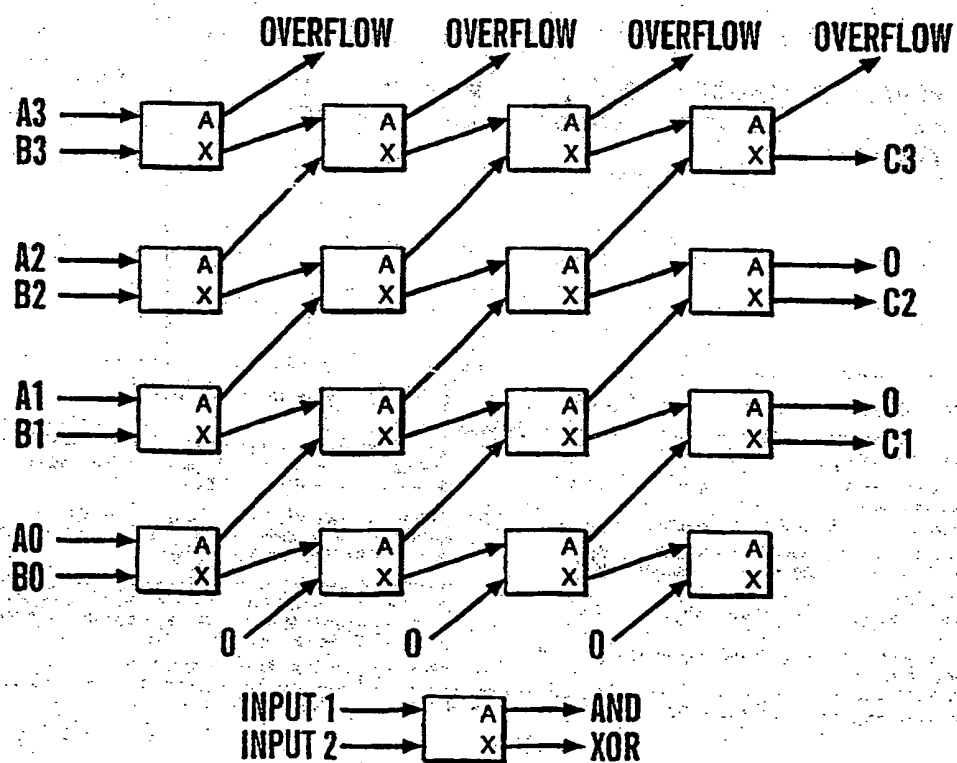 OVERFLOW OVERFLOW OVERFLOW OVERFLOW
A3 A A A A
B3 X X X X C3
A2 A A A A 0
B2 X X X X C2
A1 A A A A 0
B1 X X X X C1
A0 A A A A
B0 X X X X
0 0 0
INPUT 1 A AND
INPUT 2 X XOR